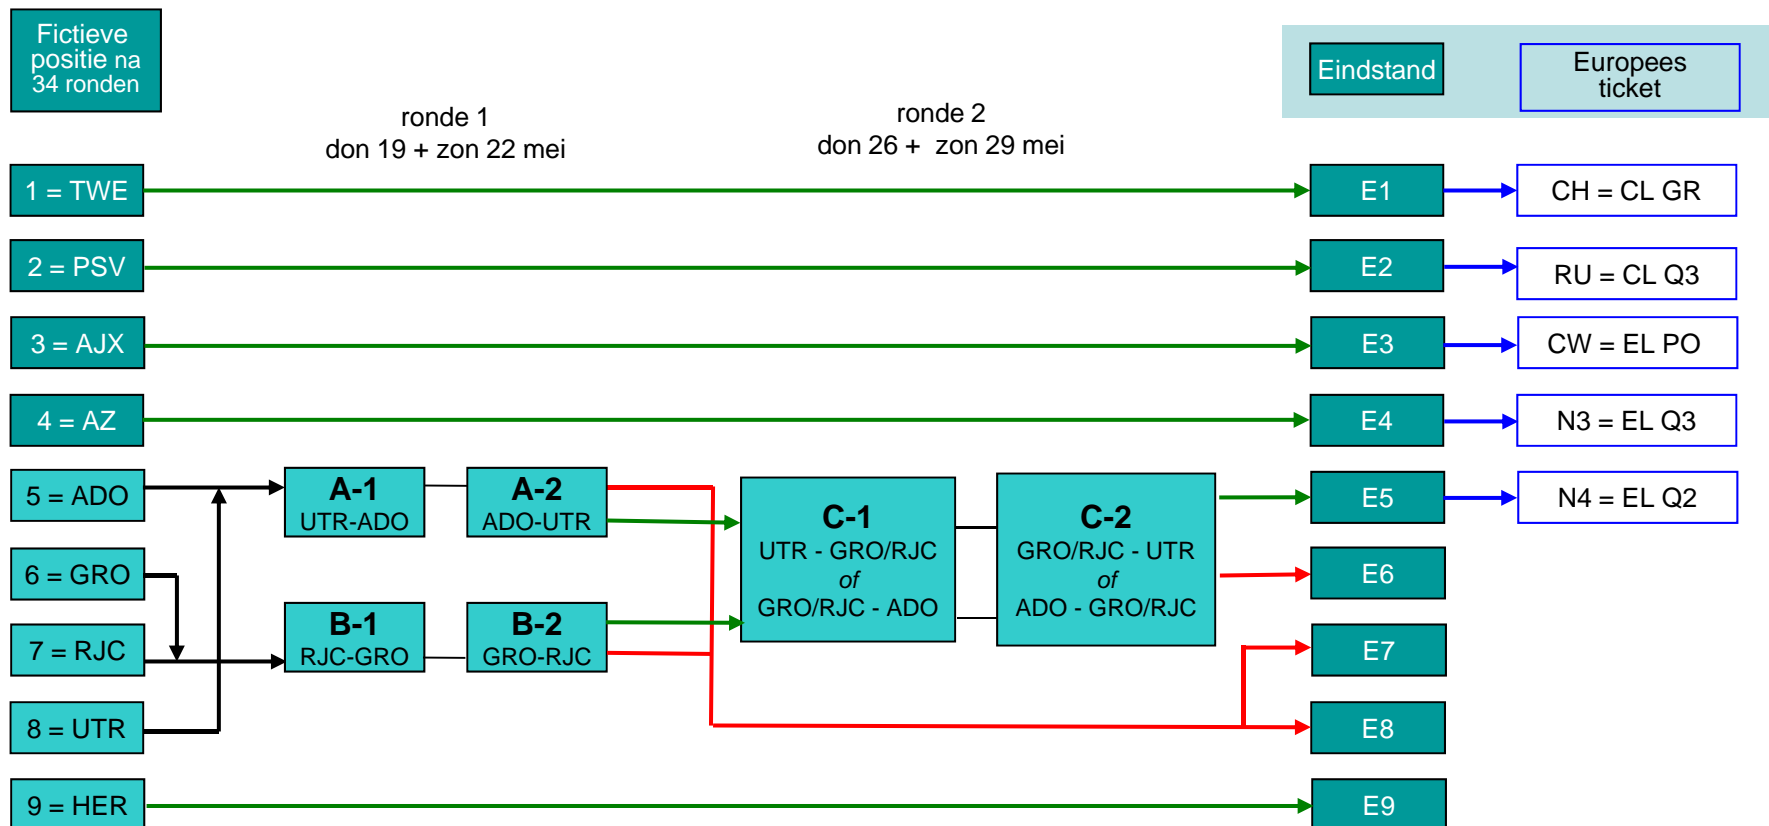 Fictieve
positie na
34 ronden
Eindstand
Europees
ticket
ronde 1
don 19 + zon 22 mei
ronde 2
don 26 + zon 29 mei
1 = TWE
E1
CH = CL GR
2 = PSV
E2
RU = CL Q3
3 = AJX
E3
CW = EL PO
4 = AZ
E4
N3 = EL Q3
5 = ADO
A-1
UTR-ADO
A-2
ADO-UTR
C-1
UTR - GRO/RJC
of
GRO/RJC - ADO
C-2
GRO/RJC - UTR
of
ADO - GRO/RJC
E5
N4 = EL Q2
6 = GRO
E6
7 = RJC
B-1
RJC-GRO
B-2
GRO-RJC
E7
8 = UTR
E8
9 = HER
E9